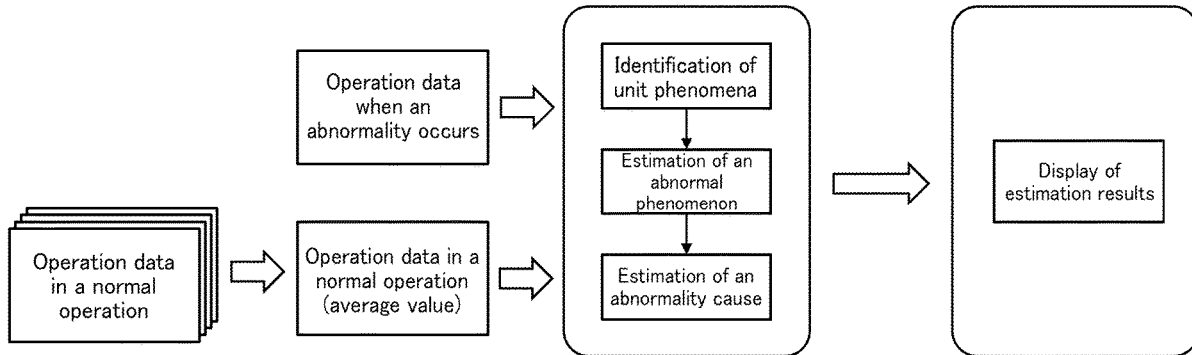 Operation data
when an
abnormality occurs
Operation data
in a normal
operation
Operation data in a
normal operation
(average value)
Identification of
unit phenomena
Estimation of an
abnormal
phenomenon
Estimation of an
abnormality cause
Display of
estimation results